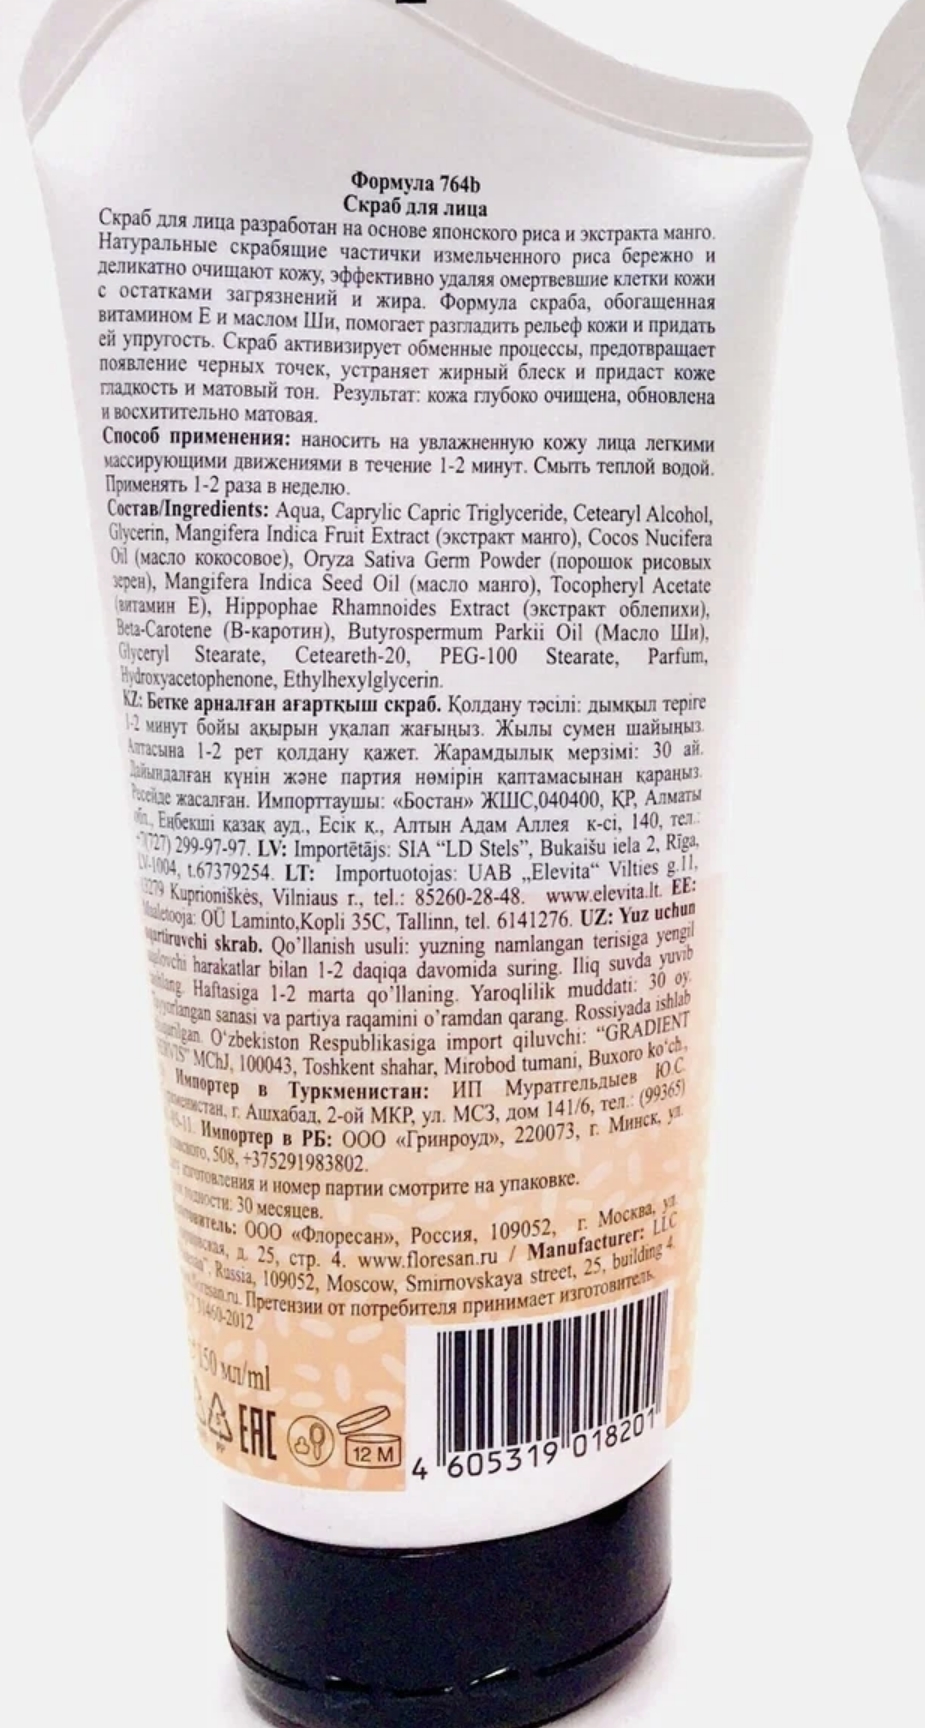 Формула 764b
Скраб для лица
Скраб для лица разработан на основе японского риса и экстракта манго.
Натуральные скрабящие частички измельченного риса бережно и
деликатно очищают кожу, эффективно удаляя омертвевшие клетки кожи
с остатками загрязнений и жира. Формула скраба, обогащенная
витамином Е и маслом Ши, помогает разгладить рельеф кожи и придать
ей упругость. Скраб активизирует обменные процессы, предотвращает
появление черных точек, устраняет жирный блеск и придаст коже
гладкость и матовый тон. Результат: кожа глубоко очищена, обновлена
и восхитительно матовая.
Способ применения: наносить на увлажненную кожу лица легкими
массирующими движениями в течение 1-2 минут. Смыть теплой водой.
Применять 1-2 раза в неделю.
Состав/Ingredients: Aqua, Caprylic Capric Triglyceride, Cetearyl Alcohol,
Glycerin, Mangifera Indica Fruit Extract (экстракт манго), Cocos Nucifera
Oil (масло кокосовое), Oryza Sativa Germ Powder (порошок рисовых
зерен), Mangifera Indica Seed Oil (масло манго), Tocopheryl Acetate
(витамин Е), Hippophae Rhamnoides Extract (экстракт облепихи),
Beta-Carotene (В-каротин), Butyrospermum Parkii Oil (Масло Ши),
Glyceryl Stearate, Ceteareth-20, PEG-100 Stearate, Parfum,
Hydroxyacetophenone, Ethylhexylglycerin.
KZ: Бетке арналған ағартқыш скраб. Қолдану тәсілі: дымқыл теріге
1-2 минут бойы ақырын уқалап жағыңыз. Жылы сумен шайыңыз.
Аптасына 1-2 рет қолдану қажет. Жарамдылық мерзімі: 30 ай.
Дайындалған күнін және партия нөмірін қаптамасынан қараңыз.
Ресейде жасалған. Импорттаушы: «Бостан» ЖШС,040400, ҚР, Алматы
обл., Еңбекші қазақ ауд., Есік қ., Алтын Адам Аллея к-сі, 140, тел.:
+7(727) 299-97-97. LV: Importētājs: SIA “LD Stels”, Bukaišu iela 2, Rīga,
LV-1004, t.67379254. LT: Importuotojas: UAB „Elevita“ Vilties g.11,
13279 Kuprioniškės, Vilniaus r., tel.: 85260-28-48. www.elevita.lt. EE:
Maaletooja: OÜ Laminto,Kopli 35C, Tallinn, tel. 6141276. UZ: Yuz uchun
skrab. Qo’llanish usuli: yuzning namlangan terisiga yengil
harakatlar bilan 1-2 daqiqa davomida suring. Iliq suvda yuvib
Haftasiga 1-2 marta qo’llaning. Yaroqlilik muddati: 30 oy.
Tayyorlangan sanasi va partiya raqamini o’ramdan qarang. Rossiyada ishlab
O’zbekiston Respublikasiga import qiluvchi: “GRADIENT
MChJ, 100043, Toshkent shahar, Mirobod tumani, Buxoro ko’ch,
Импортер в Туркменистан: ИП Муратгельдыев Ю.С.
г. Ашхабад, 2-ой МКР, ул. МСЗ, дом 141/6, тел.: (99365)
Импортер в РБ: ООО «Гринроуд», 220073, г. Минск, ул.
508, +375291983802.
изготовления и номер партии смотрите на упаковке.
годности: 30 месяцев.
Изготовитель: ООО «Флоресан», Россия, 109052, г. Москва, ул.
д. 25, стр. 4. www.floresan.ru / Manufacturer: LLC
Russia, 109052, Moscow, Smirnovskaya street, 25, building 4.
Претензии от потребителя принимает изготовитель.
31460-2012
150 мл/ml
PP
EAC
12 M
4 605319 018201